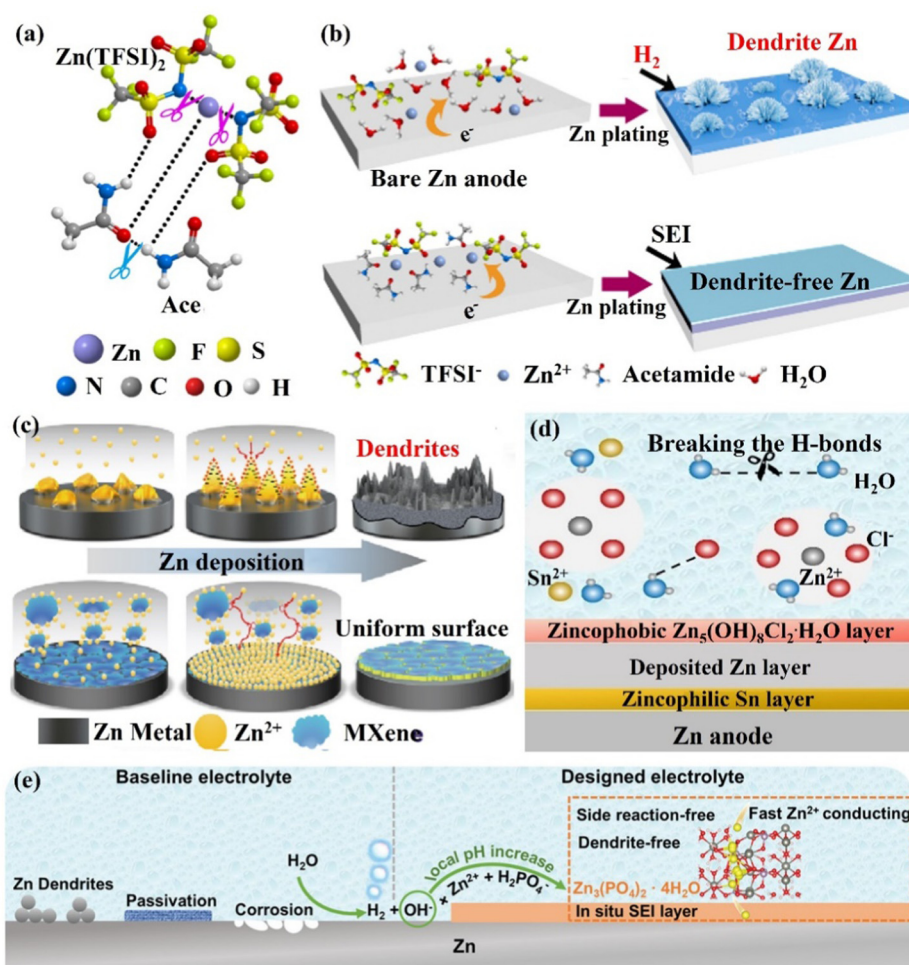 (a)
Zn(TFSI)2
Ace
Zn F S
N C O H
(b)
e-
Bare Zn anode
Zn plating
H2
Dendrite Zn
e-
Zn plating
SEI
Dendrite-free Zn
TFSI- Zn2+ Acetamide H2O
(c)
Dendrites
Zn deposition
Uniform surface
Zn Metal Zn2+ MXene
(d)
Breaking the H-bonds
H2O
Cl-
Sn2+
Zn2+
Zincophobic Zn5(OH)8Cl2·H2O layer
Deposited Zn layer
Zincophilic Sn layer
Zn anode
(e)
Baseline electrolyte
Designed electrolyte
H2O
Zn Dendrites
Passivation
Corrosion
H2 + OH-
local pH increase
+ Zn2+ + H2PO4-
Side reaction-free
Fast Zn2+ conducting
Dendrite-free
Zn3(PO4)2 · 4H2O
In situ SEI layer
Zn